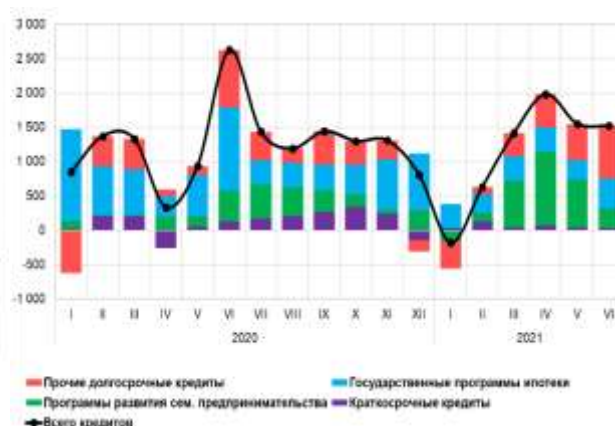 3 000
2 500
2 000
1 500
1 000
500
0
-500
-1 000
I II III IV V VI VII VIII IX X XI XII I II III IV V VI
2020 2021
Прочие долгосрочные кредиты Государственные программы ипотеки
Программы развития сем. предпринимательства Краткосрочные кредиты
Всего кредитов